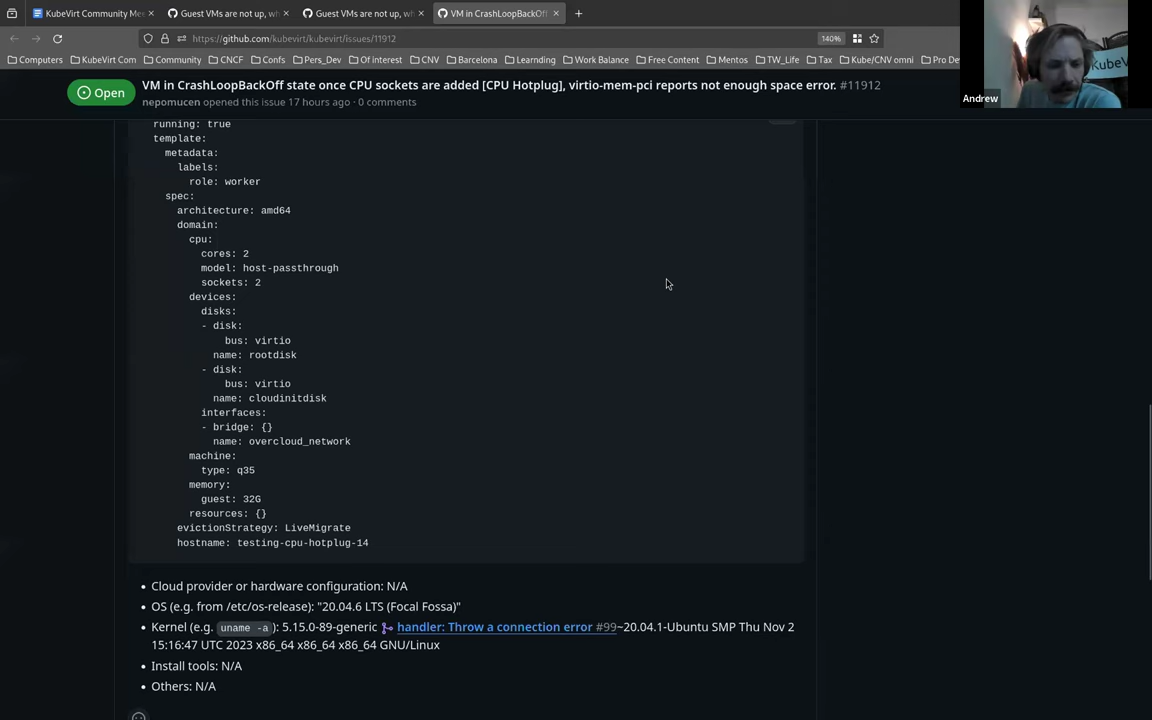 KubeVirt Community Mee
Guest VMs are not up, wh
Guest VMs are not up, wh
VM in CrashLoopBackOff
https://github.com/kubevirt/kubevirt/issues/11912
140%
Computers
KubeVirt Com
Community
CNCF
Confs
Pers_Dev
Of interest
CNV
Barcelona
Learnding
Work Balance
Free Content
Mentos
TW_Life
Tax
Kube/CNV omni
Pro De
KubeVirt
Andrew
Open
VM in CrashLoopBackOff state once CPU sockets are added [CPU Hotplug], virtio-mem-pci reports not enough space error. #11912
nepomucen opened this issue 17 hours ago · 0 comments
running: true
template:
metadata:
labels:
role: worker
spec:
architecture: amd64
domain:
cpu:
cores: 2
model: host-passthrough
sockets: 2
devices:
disks:
- disk:
bus: virtio
name: rootdisk
- disk:
bus: virtio
name: cloudinitdisk
interfaces:
- bridge: {}
name: overcloud_network
machine:
type: q35
memory:
guest: 32G
resources: {}
evictionStrategy: LiveMigrate
hostname: testing-cpu-hotplug-14
• Cloud provider or hardware configuration: N/A
• OS (e.g. from /etc/os-release): "20.04.6 LTS (Focal Fossa)"
• Kernel (e.g. uname -a): 5.15.0-89-generic handler: Throw a connection error #99~20.04.1-Ubuntu SMP Thu Nov 2
15:16:47 UTC 2023 x86_64 x86_64 x86_64 GNU/Linux
• Install tools: N/A
• Others: N/A